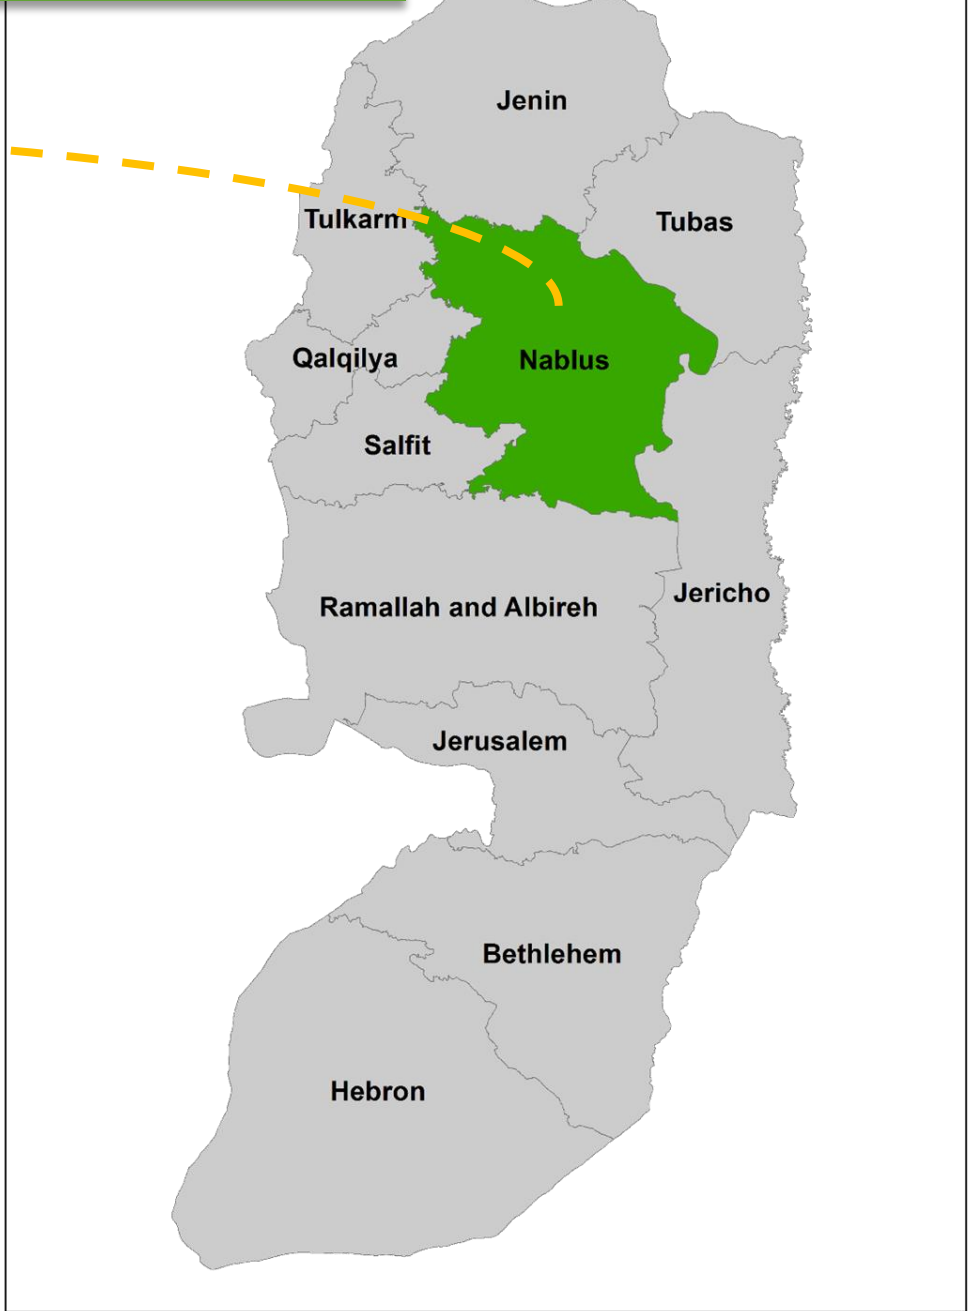 Jenin
Tulkarm
Tubas
Qalqilya
Nablus
Salfit
Jericho
Ramallah and Albireh
Jerusalem
Bethlehem
Hebron